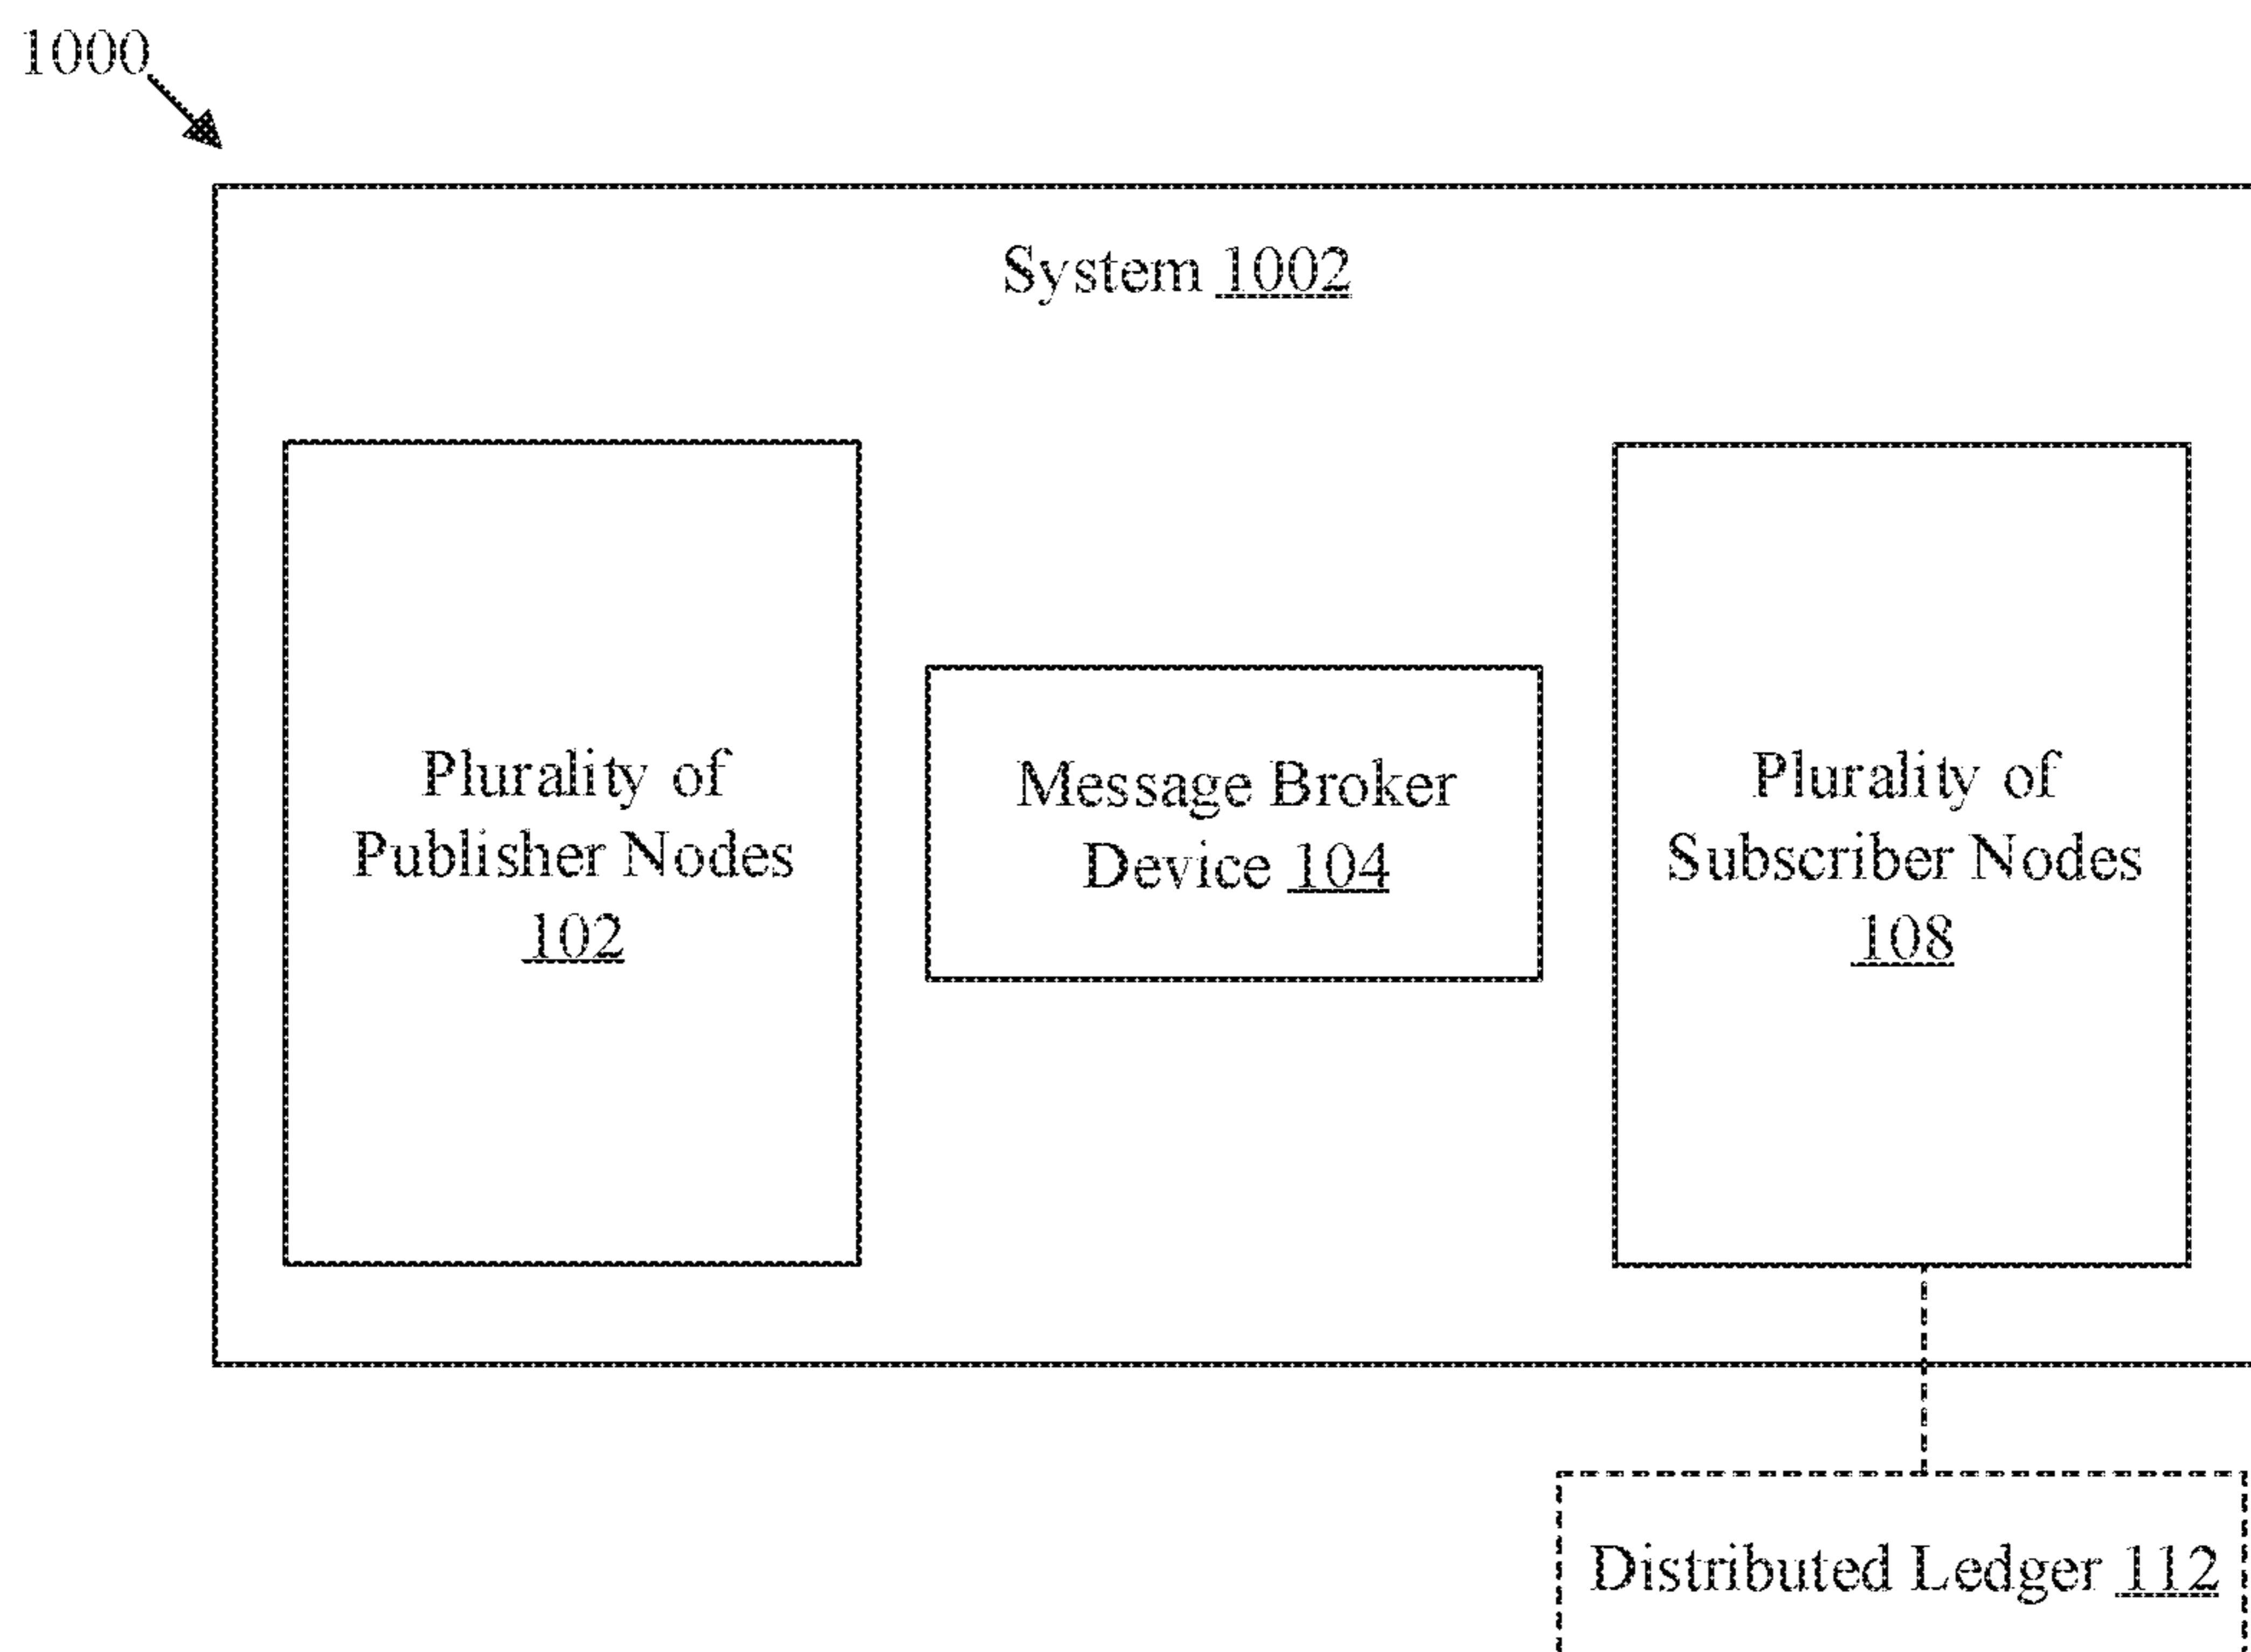 1000
System 1002
Plurality of
Publisher Nodes
102
Message Broker
Device 104
Plurality of
Subscriber Nodes
108
Distributed Ledger 112